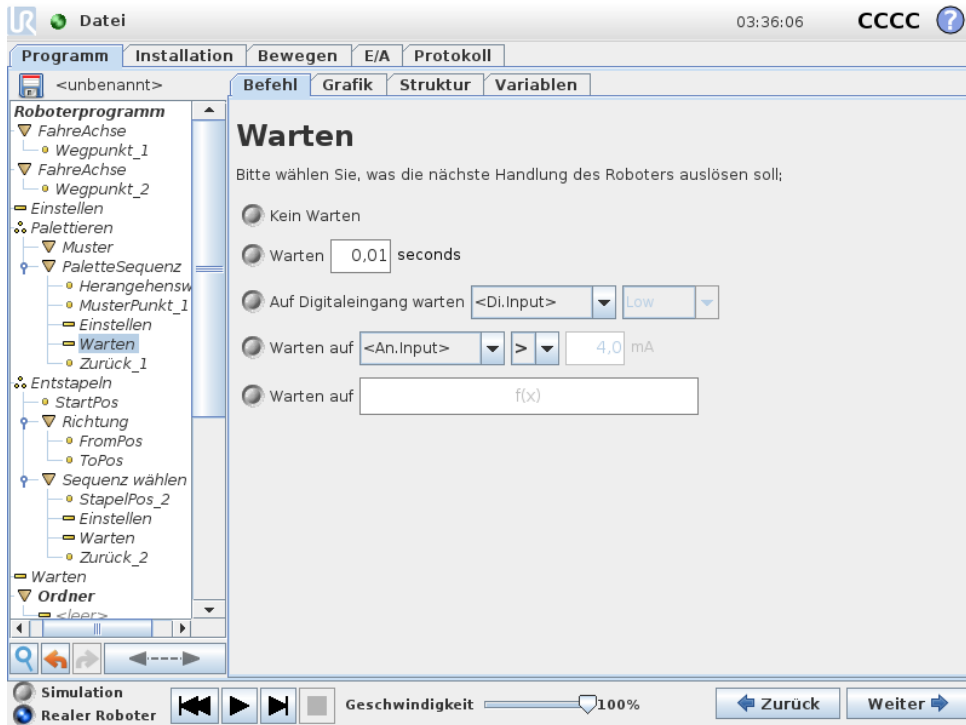 UR Datei 03:36:06 CCCC ?
Programm Installation Bewegen E/A Protokoll
<unbenannt> Befehl Grafik Struktur Variablen
Roboterprogramm
FahreAchse
Wegpunkt_1
FahreAchse
Wegpunkt_2
Einstellen
Palettieren
Muster
PaletteSequenz
Herangehensw
MusterPunkt_1
Einstellen
Warten
Zurück_1
Entstapeln
StartPos
Richtung
FromPos
ToPos
Sequenz wählen
StapelPos_2
Einstellen
Warten
Zurück_2
Warten
Ordner
<leer>
Warten
Bitte wählen Sie, was die nächste Handlung des Roboters auslösen soll;
Kein Warten
Warten 0,01 seconds
Auf Digitaleingang warten <Di.Input> Low
Warten auf <An.Input> > 4,0 mA
Warten auf f(x)
Simulation
Realer Roboter
Geschwindigkeit 100%
Zurück Weiter